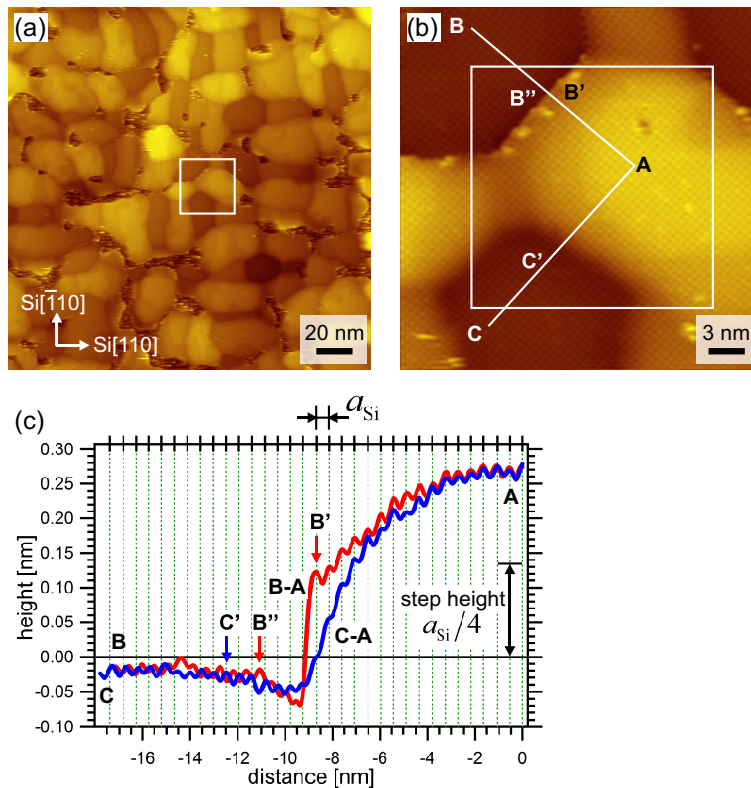 (a)
Si[1̄10]
Si[110]
20 nm
(b)
B
B''
B'
A
C'
C
3 nm
(c)
aSi
height [nm]
0.30
0.25
0.20
0.15
0.10
0.05
0.00
-0.05
-0.10
B'
B-A
A
step height
aSi/4
C-A
C'
B''
B
C
-16
-14
-12
-10
-8
-6
-4
-2
0
distance [nm]